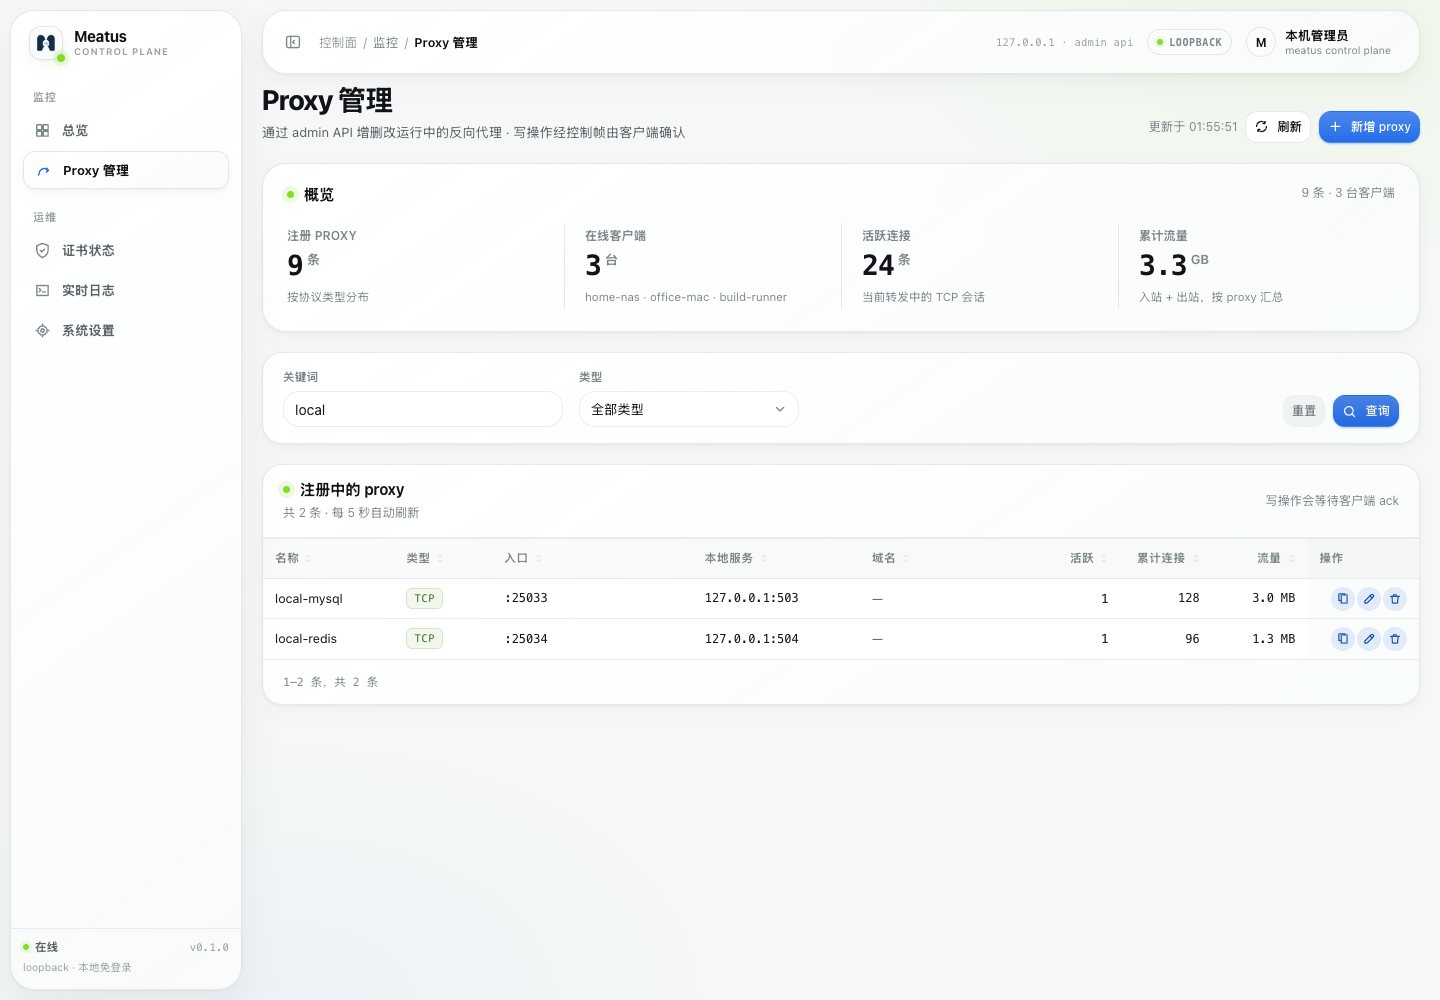 Meatus
CONTROL PLANE
监控
总览
Proxy 管理
运维
证书状态
实时日志
系统设置
在线
v0.1.0
loopback · 本地免登录
控制面 / 监控 / Proxy 管理
127.0.0.1 · admin api
LOOPBACK
M
本机管理员
meatus control plane
Proxy 管理
通过 admin API 增删改运行中的反向代理 · 写操作经控制帧由客户端确认
更新于 01:55:51
刷新
新增 proxy
概览
9 条 · 3 台客户端
注册 PROXY
9 条
按协议类型分布
在线客户端
3 台
home-nas · office-mac · build-runner
活跃连接
24 条
当前转发中的 TCP 会话
累计流量
3.3 GB
入站 + 出站，按 proxy 汇总
关键词
local
类型
全部类型
重置
查询
注册中的 proxy
共 2 条 · 每 5 秒自动刷新
写操作会等待客户端 ack
名称 类型 入口 本地服务 域名 活跃 累计连接 流量 操作
local-mysql TCP :25033 127.0.0.1:503 — 1 128 3.0 MB
local-redis TCP :25034 127.0.0.1:504 — 1 96 1.3 MB
1–2 条，共 2 条